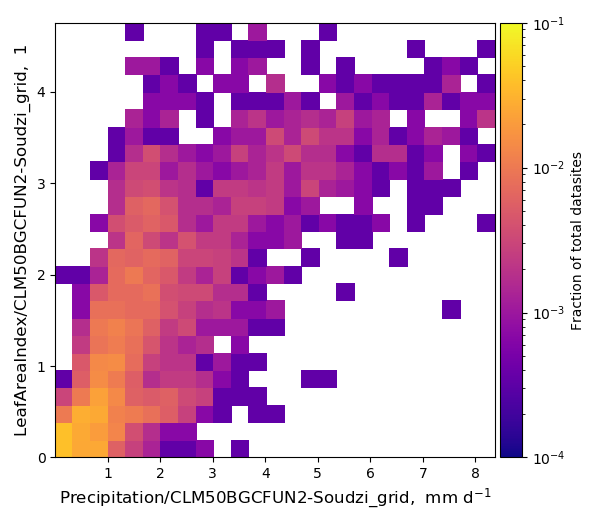 LeafAreaIndex/CLM50BGCFUN2-Soudzi_grid,  1
4
3
2
1
0
1 2 3 4 5 6 7 8
Precipitation/CLM50BGCFUN2-Soudzi_grid,  mm d⁻¹
10⁻¹
10⁻²
10⁻³
10⁻⁴
Fraction of total datasites